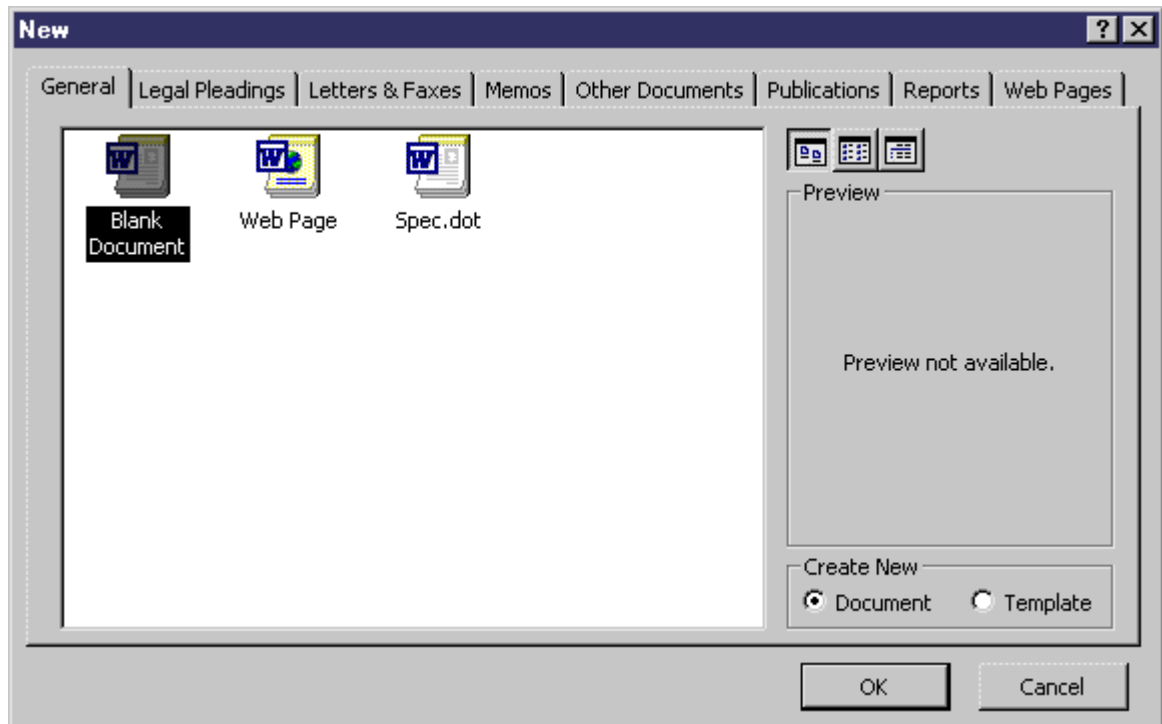 New
General Legal Pleadings Letters & Faxes Memos Other Documents Publications Reports Web Pages
Blank Document
Web Page
Spec.dot
Preview
Preview not available.
Create New
Document Template
OK Cancel